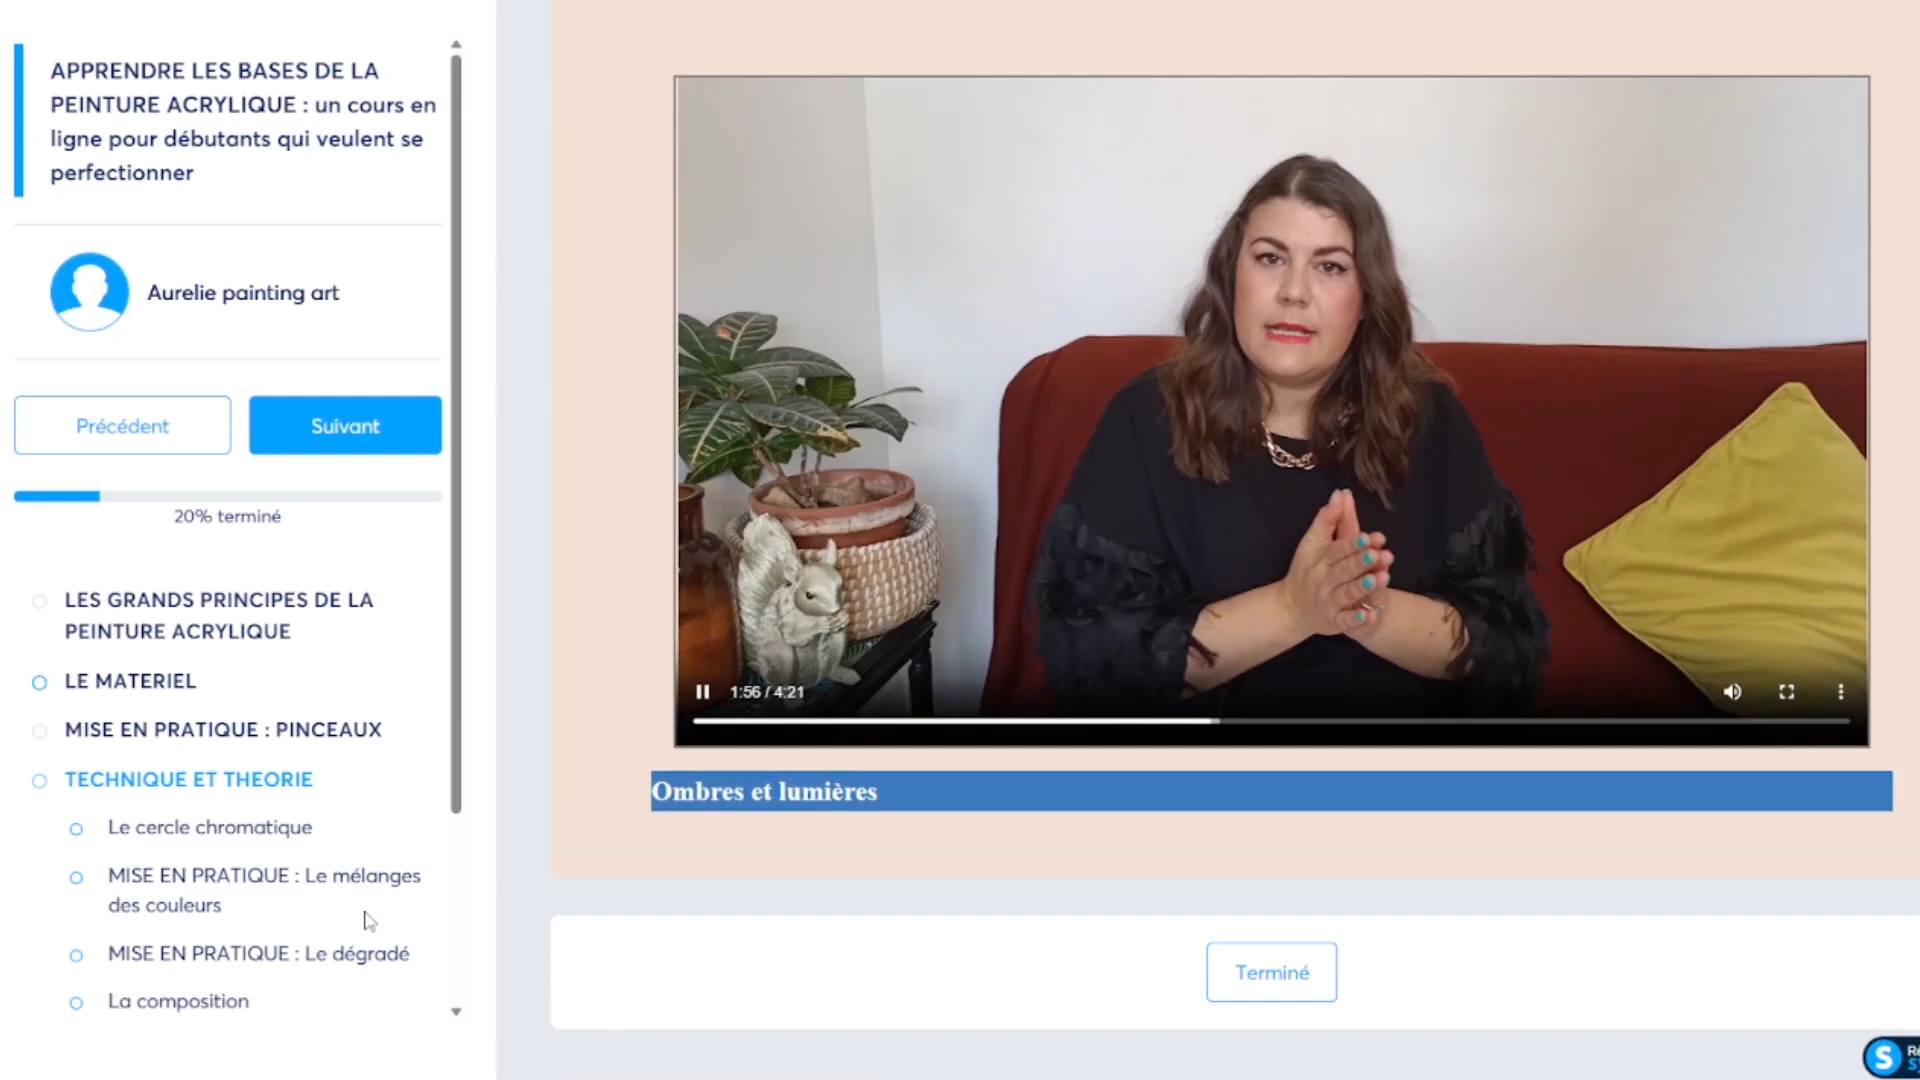 APPRENDRE LES BASES DE LA
PEINTURE ACRYLIQUE : un cours en
ligne pour débutants qui veulent se
perfectionner
Aurelie painting art
Précédent
Suivant
20% terminé
LES GRANDS PRINCIPES DE LA
PEINTURE ACRYLIQUE
LE MATERIEL
MISE EN PRATIQUE : PINCEAUX
TECHNIQUE ET THEORIE
Le cercle chromatique
MISE EN PRATIQUE : Le mélanges
des couleurs
MISE EN PRATIQUE : Le dégradé
La composition
1:56 / 4:21
Ombres et lumières
Terminé
S